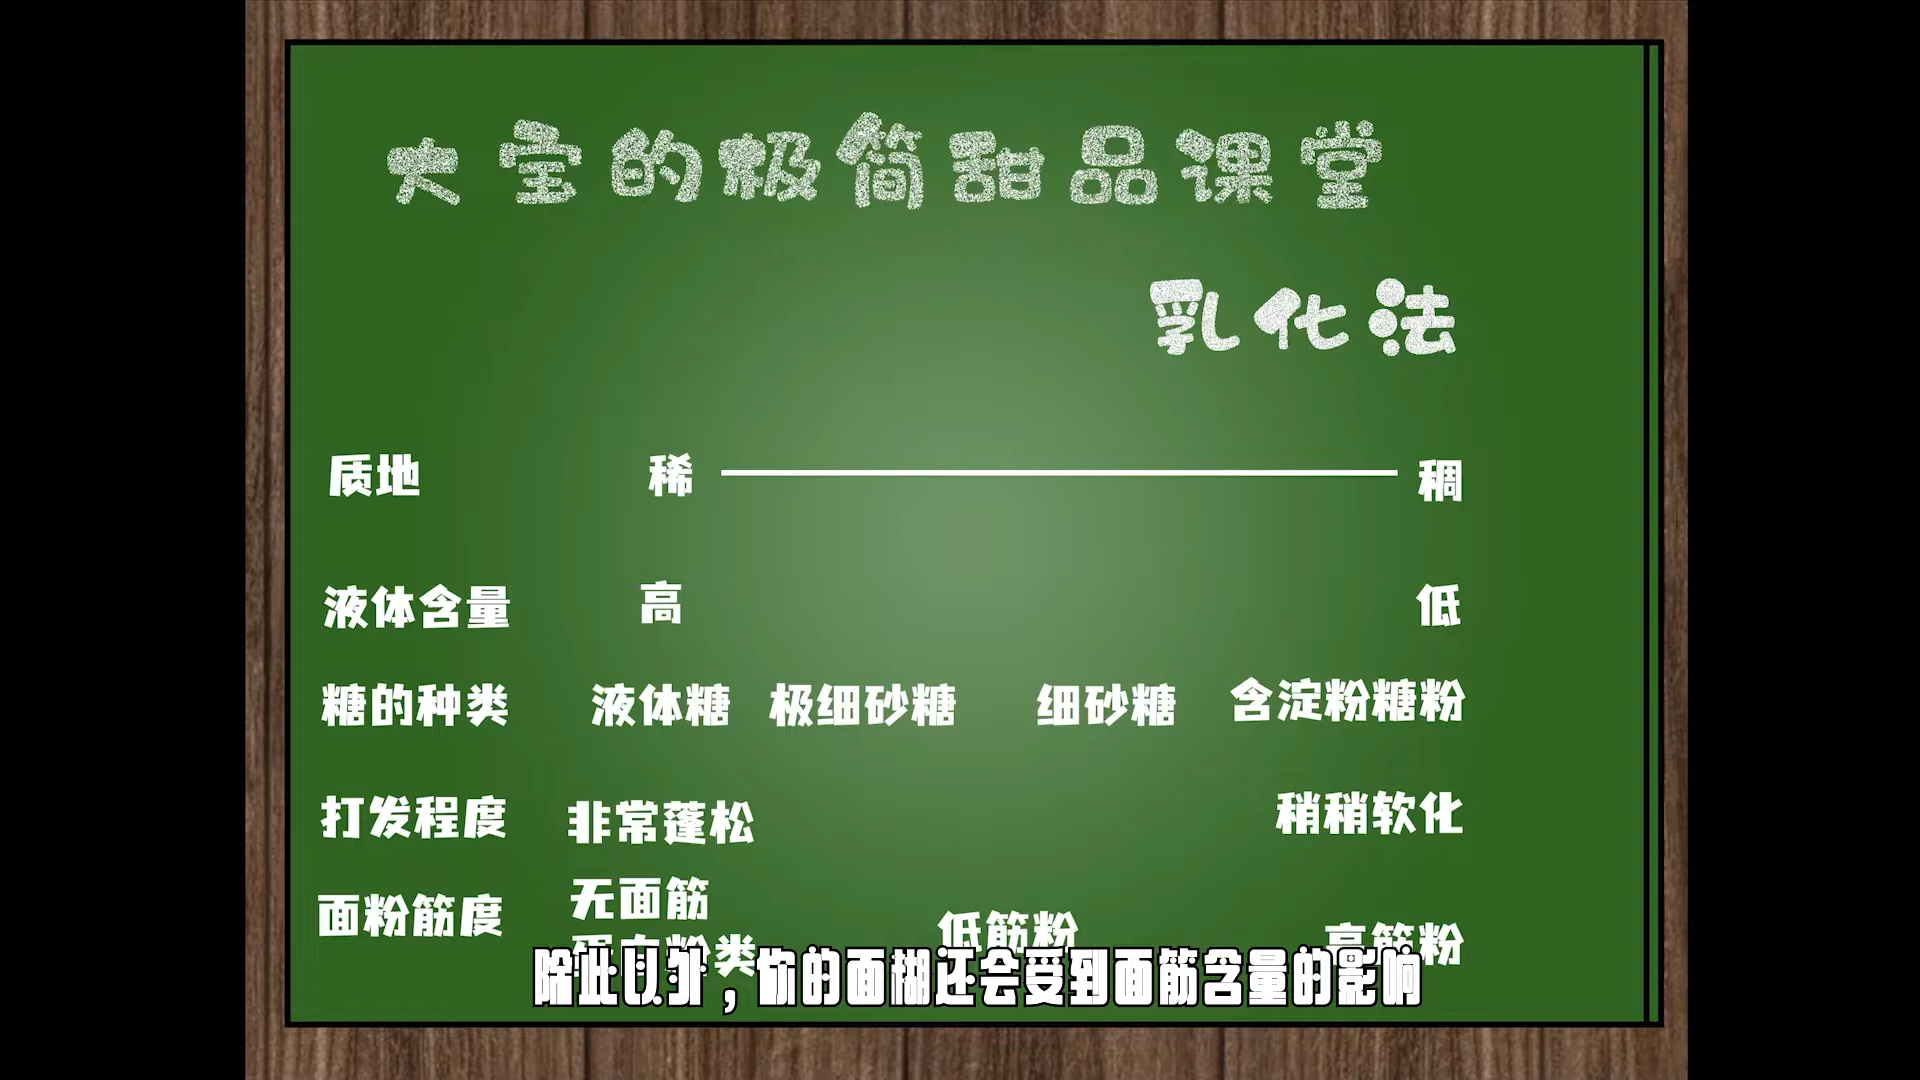 大宝的极简甜品课堂
乳化法
质地 稀 稠
液体含量 高 低
糖的种类 液体糖 极细砂糖 细砂糖 含淀粉糖粉
打发程度 非常蓬松 稍稍软化
面粉筋度 无面筋 低筋粉 高筋粉
蛋白粉类
除此以外，你的面糊还会受到面筋含量的影响